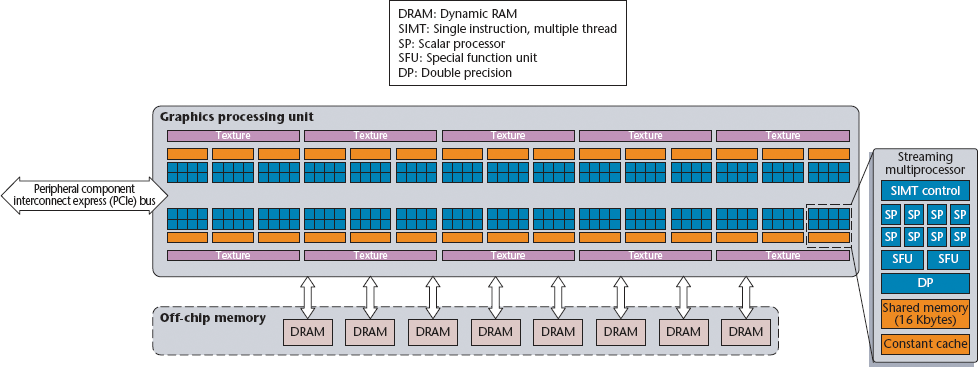 DRAM: Dynamic RAM
SIMT: Single instruction, multiple thread
SP: Scalar processor
SFU: Special function unit
DP: Double precision
Graphics processing unit
Texture Texture Texture Texture Texture
Peripheral component
interconnect express (PCIe) bus
Texture Texture Texture Texture Texture
Streaming
multiprocessor
SIMT control
SP SP SP SP
SP SP SP SP
SFU SFU
DP
Shared memory
(16 Kbytes)
Constant cache
Off-chip memory
DRAM DRAM DRAM DRAM DRAM DRAM DRAM DRAM